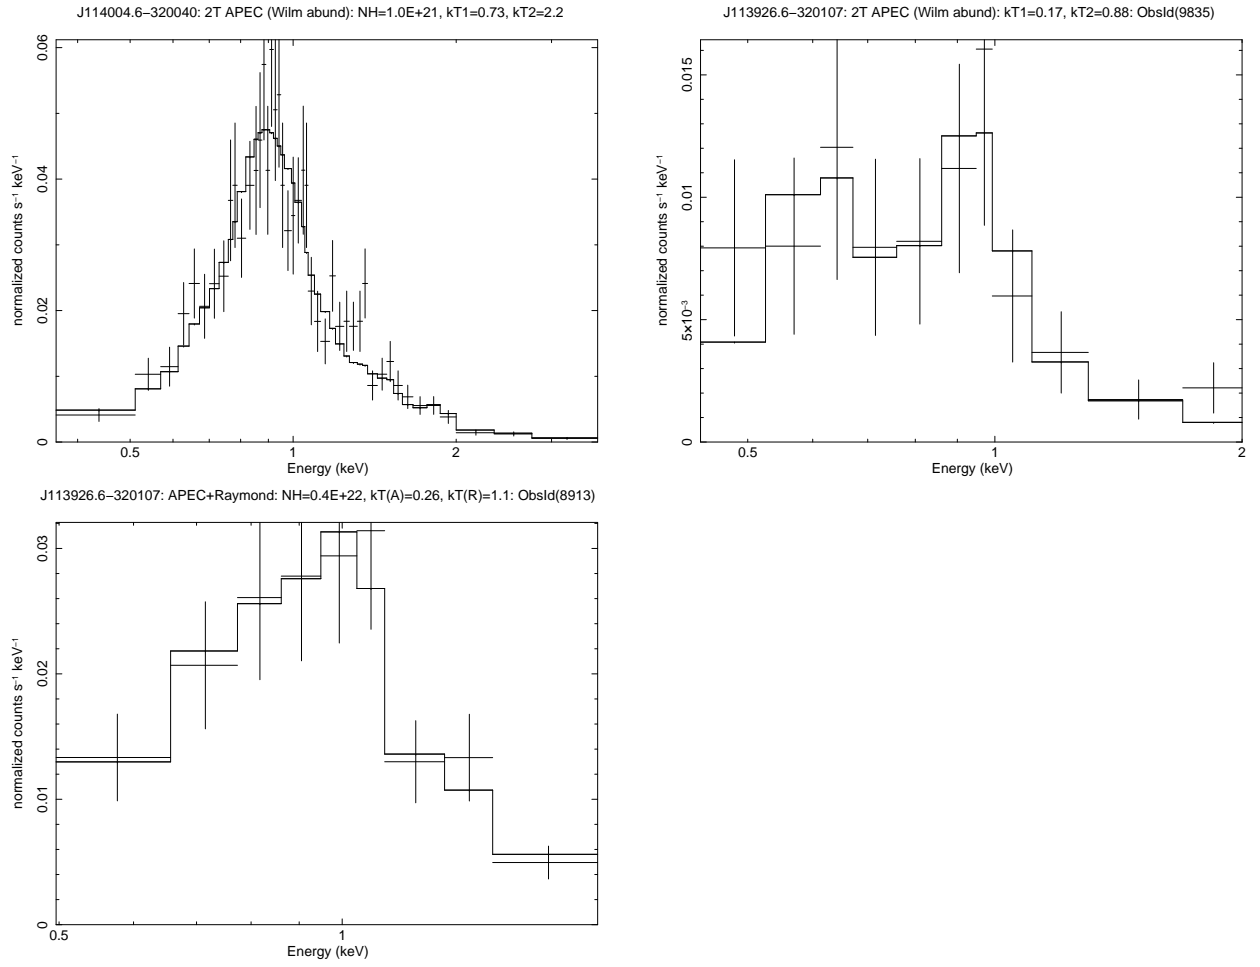 J114004.6−320040: 2T APEC (Wilm abund): NH=1.0E+21, kT1=0.73, kT2=2.2
normalized counts s⁻¹ keV⁻¹
0.06
0.04
0.02
0
0.5
1
2
Energy (keV)
J113926.6−320107: 2T APEC (Wilm abund): kT1=0.17, kT2=0.88: ObsId(9835)
normalized counts s⁻¹ keV⁻¹
0.015
0.01
5×10⁻³
0
0.5
1
2
Energy (keV)
J113926.6−320107: APEC+Raymond: NH=0.4E+22, kT(A)=0.26, kT(R)=1.1: ObsId(8913)
normalized counts s⁻¹ keV⁻¹
0.03
0.02
0.01
0
0.5
1
Energy (keV)